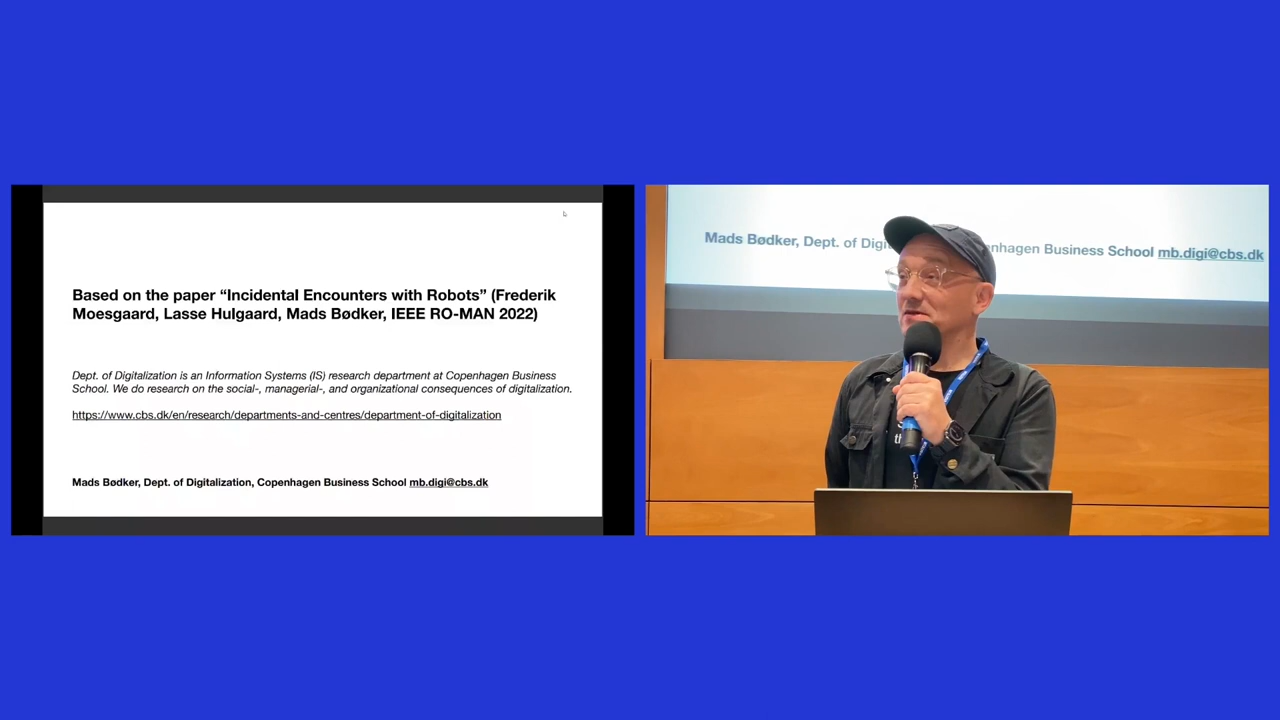 Based on the paper “Incidental Encounters with Robots” (Frederik
Moesgaard, Lasse Hulgaard, Mads Bødker, IEEE RO-MAN 2022)
Dept. of Digitalization is an Information Systems (IS) research department at Copenhagen Business
School. We do research on the social-, managerial-, and organizational consequences of digitalization.
https://www.cbs.dk/en/research/departments-and-centres/department-of-digitalization
Mads Bødker, Dept. of Digitalization, Copenhagen Business School mb.digi@cbs.dk
Mads Bødker, Dept. of Digit enhagen Business School mb.digi@cbs.dk